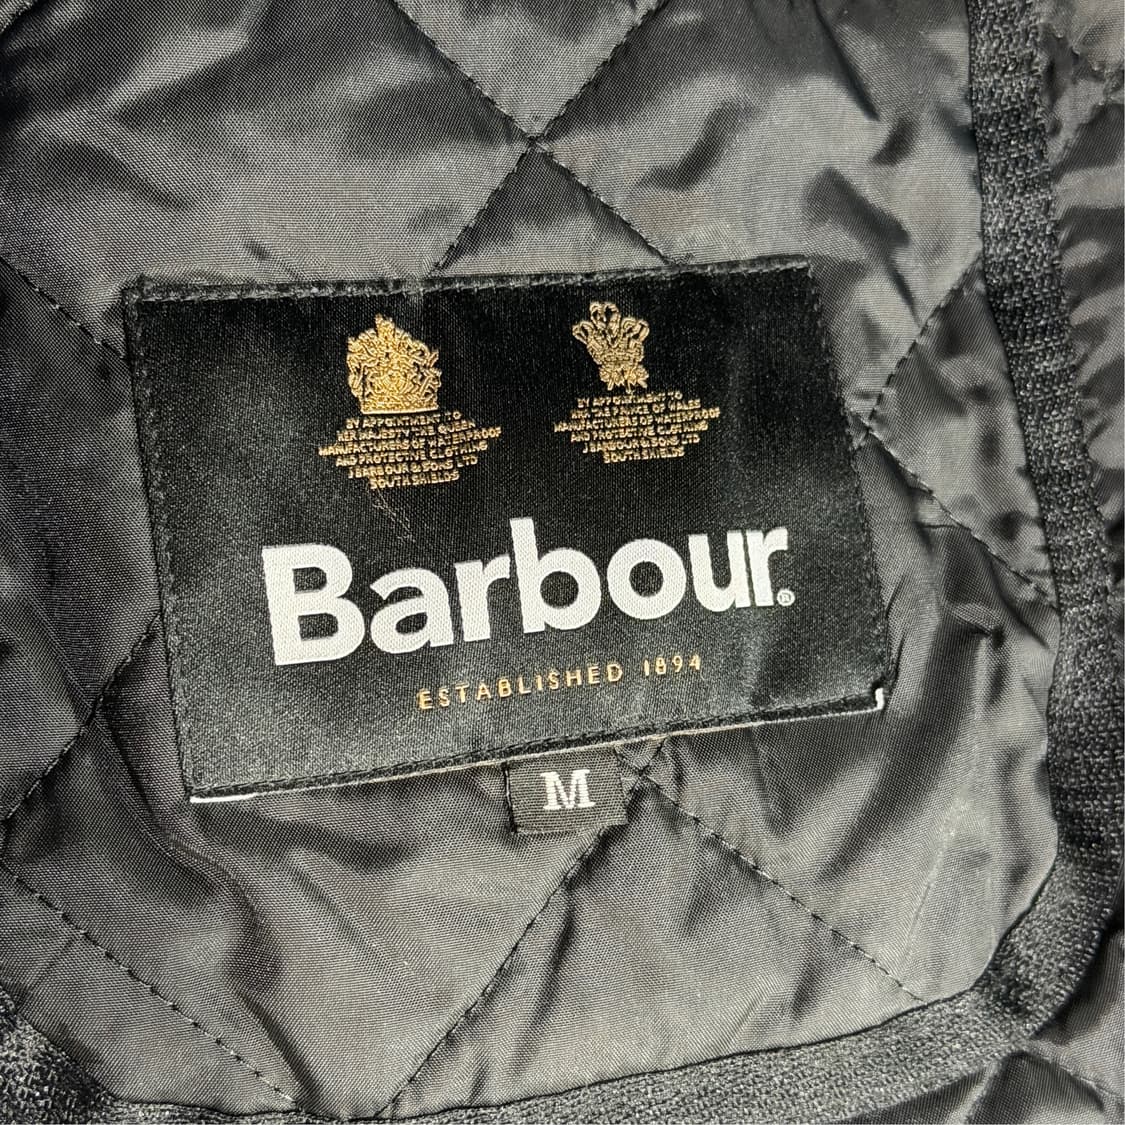 BY APPOINTMENT TO
HER MAJESTY THE QUEEN
MANUFACTURERS OF WATERPROOF
AND PROTECTIVE CLOTHING
J BARBOUR & SONS LTD
SOUTH SHIELDS
BY APPOINTMENT TO
HRH THE PRINCE OF WALES
MANUFACTURERS OF WATERPROOF
AND PROTECTIVE CLOTHING
J BARBOUR & SONS LTD
SOUTH SHIELDS
Barbour®
ESTABLISHED 1894
M